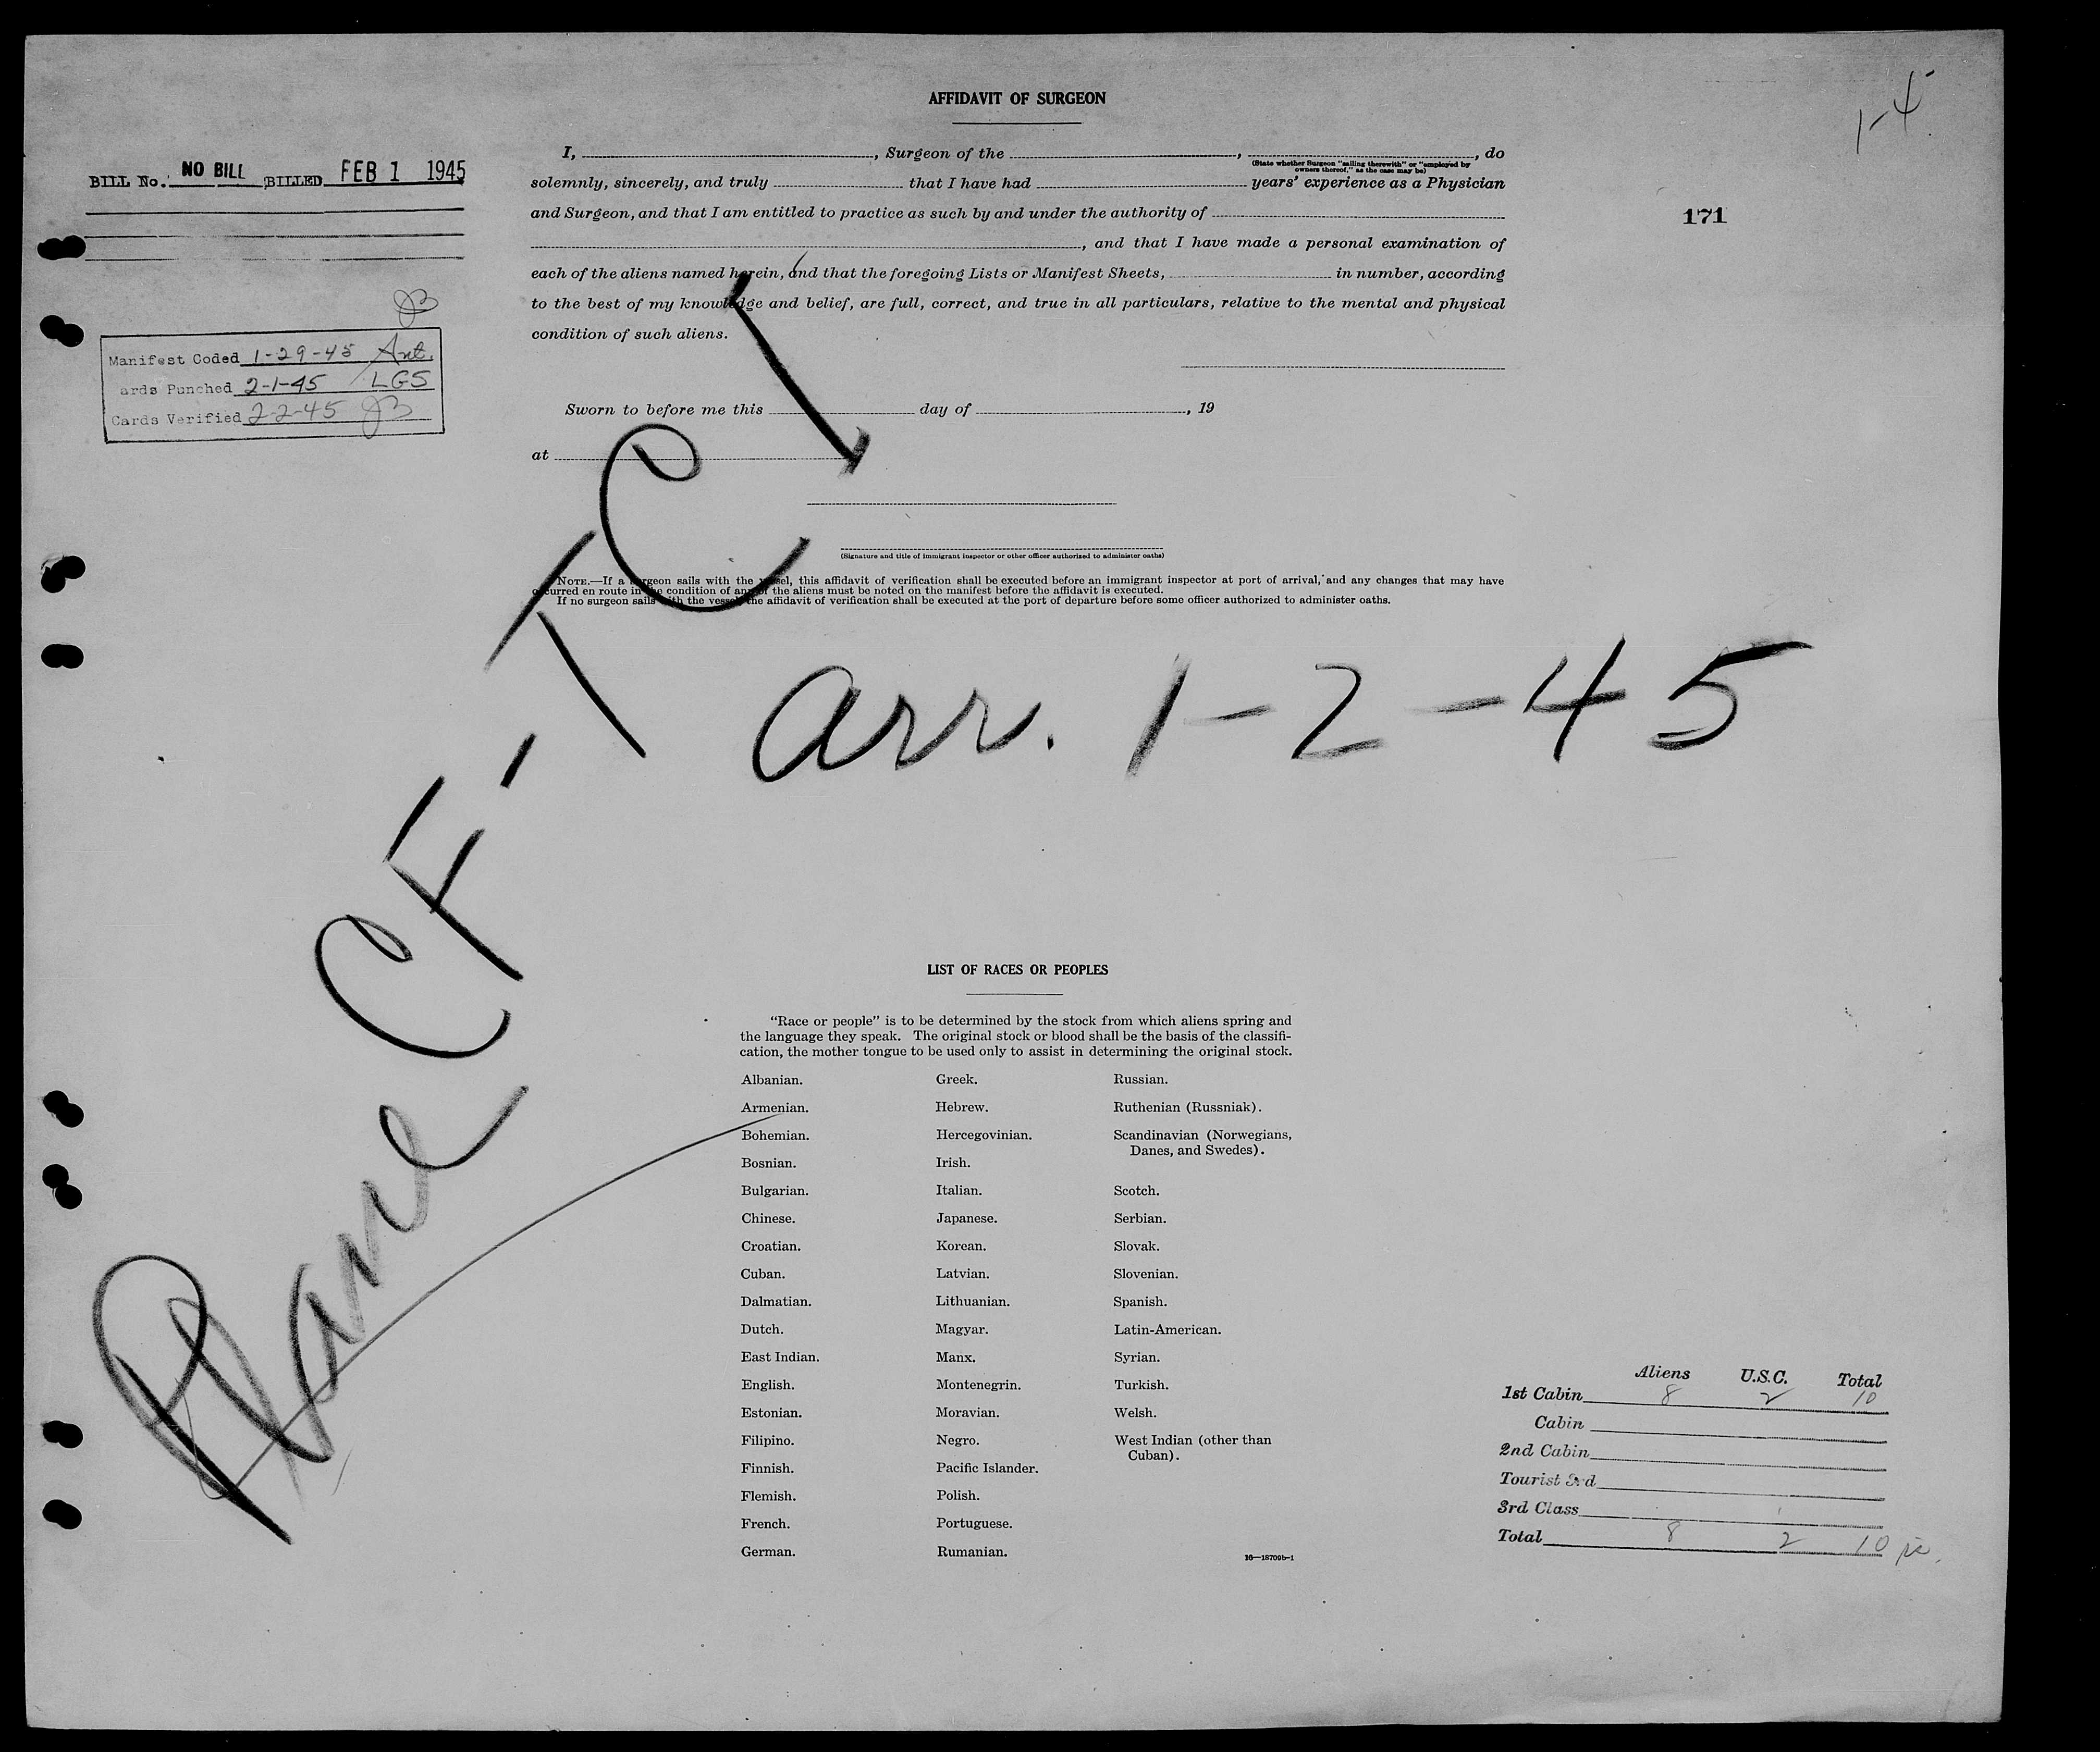 AFFIDAVIT OF SURGEON
1-4
BILL No. NO BILL BILLED FEB 1 1945
I, , Surgeon of the , , do
(State whether Surgeon "sailing therewith" or "employed by
owners thereof," as the case may be)
solemnly, sincerely, and truly that I have had years' experience as a Physician
and Surgeon, and that I am entitled to practice as such by and under the authority of
171
, and that I have made a personal examination of
each of the aliens named herein, and that the foregoing Lists or Manifest Sheets, in number, according
to the best of my knowledge and belief, are full, correct, and true in all particulars, relative to the mental and physical
condition of such aliens.
JB
Manifest Coded 1-29-45 Ant.
ards Punched 2-1-45 LGS
Cards Verified 2-2-45 JB
Sworn to before me this day of , 19
at
(Signature and title of immigrant inspector or other officer authorized to administer oaths)
NOTE.—If a surgeon sails with the vessel, this affidavit of verification shall be executed before an immigrant inspector at port of arrival, and any changes that may have
occurred en route in the condition of any of the aliens must be noted on the manifest before the affidavit is executed.
If no surgeon sails with the vessel, the affidavit of verification shall be executed at the port of departure before some officer authorized to administer oaths.
Plane CF-TCI
arr. 1-2-45
LIST OF RACES OR PEOPLES
"Race or people" is to be determined by the stock from which aliens spring and
the language they speak. The original stock or blood shall be the basis of the classifi-
cation, the mother tongue to be used only to assist in determining the original stock.
Albanian.
Armenian.
Bohemian.
Bosnian.
Bulgarian.
Chinese.
Croatian.
Cuban.
Dalmatian.
Dutch.
East Indian.
English.
Estonian.
Filipino.
Finnish.
Flemish.
French.
German.
Greek.
Hebrew.
Hercegovinian.
Irish.
Italian.
Japanese.
Korean.
Latvian.
Lithuanian.
Magyar.
Manx.
Montenegrin.
Moravian.
Negro.
Pacific Islander.
Polish.
Portuguese.
Rumanian.
Russian.
Ruthenian (Russniak).
Scandinavian (Norwegians,
Danes, and Swedes).
Scotch.
Serbian.
Slovak.
Slovenian.
Spanish.
Latin-American.
Syrian.
Turkish.
Welsh.
West Indian (other than
Cuban).
16—18709b-1
Aliens U.S.C. Total
1st Cabin 8 2 10
Cabin
2nd Cabin
Tourist 3rd
3rd Class
Total 8 2 10